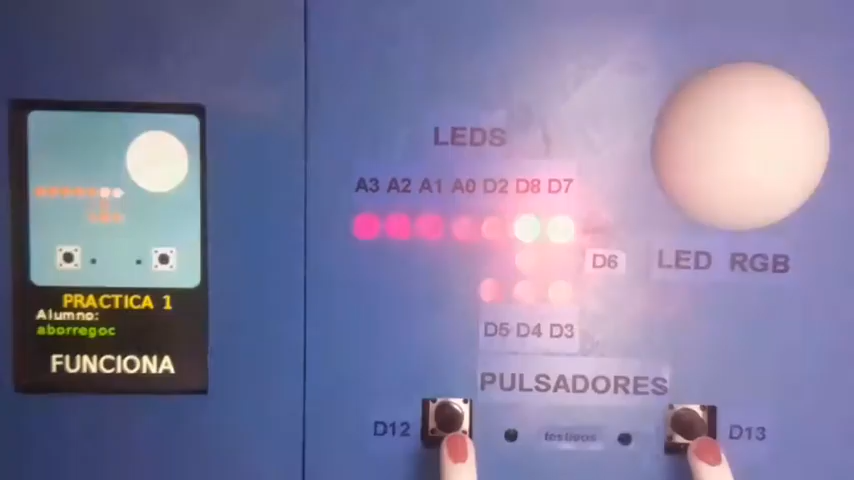 LEDS
A3 A2 A1 A0 D2 D8 D7
D6
LED RGB
D5 D4 D3
PULSADORES
D12
D13
PRACTICA 1
Alumno:
aborregoc
FUNCIONA